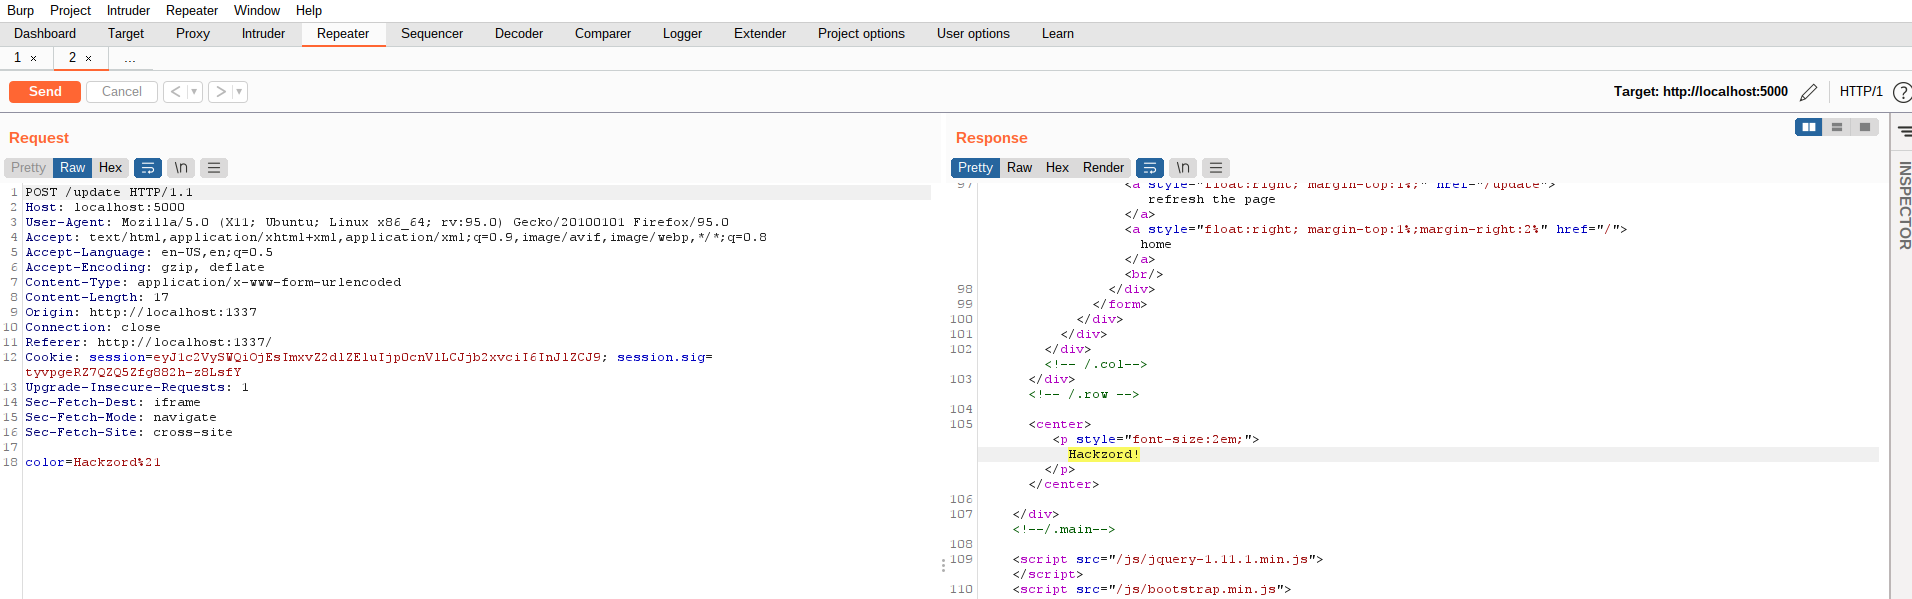 Burp Project Intruder Repeater Window Help
Dashboard Target Proxy Intruder Repeater Sequencer Decoder Comparer Logger Extender Project options User options Learn
1 × 2 × ...
Send Cancel < > Target: http://localhost:5000 HTTP/1 ?
Request
Pretty Raw Hex \n
1 POST /update HTTP/1.1
2 Host: localhost:5000
3 User-Agent: Mozilla/5.0 (X11; Ubuntu; Linux x86_64; rv:95.0) Gecko/20100101 Firefox/95.0
4 Accept: text/html,application/xhtml+xml,application/xml;q=0.9,image/avif,image/webp,*/*;q=0.8
5 Accept-Language: en-US,en;q=0.5
6 Accept-Encoding: gzip, deflate
7 Content-Type: application/x-www-form-urlencoded
8 Content-Length: 17
9 Origin: http://localhost:1337
10 Connection: close
11 Referer: http://localhost:1337/
12 Cookie: session=eyJ1c2VySWQiOjEsImxvZ2dlZEluIjp0cnVlLCJjb2xvciI6InJlZCJ9; session.sig=
tyvpgeRZ7QZQ5Zfg882h-z8LsfY
13 Upgrade-Insecure-Requests: 1
14 Sec-Fetch-Dest: iframe
15 Sec-Fetch-Mode: navigate
16 Sec-Fetch-Site: cross-site
17
18 color=Hackzord%21
Response
Pretty Raw Hex Render \n
97 <a style="float:right; margin-top:1%;" href="/update">
refresh the page
</a>
<a style="float:right; margin-top:1%;margin-right:2%" href="/">
home
</a>
<br/>
98 </div>
99 </form>
100 </div>
101 </div>
102 </div>
<!-- /.col-->
103 </div>
<!-- /.row -->
104
105 <center>
<p style="font-size:2em;">
Hackzord!
</p>
</center>
106
107 </div>
<!--/.main-->
108
109 <script src="/js/jquery-1.11.1.min.js">
</script>
110 <script src="/js/bootstrap.min.js">
INSPECTOR